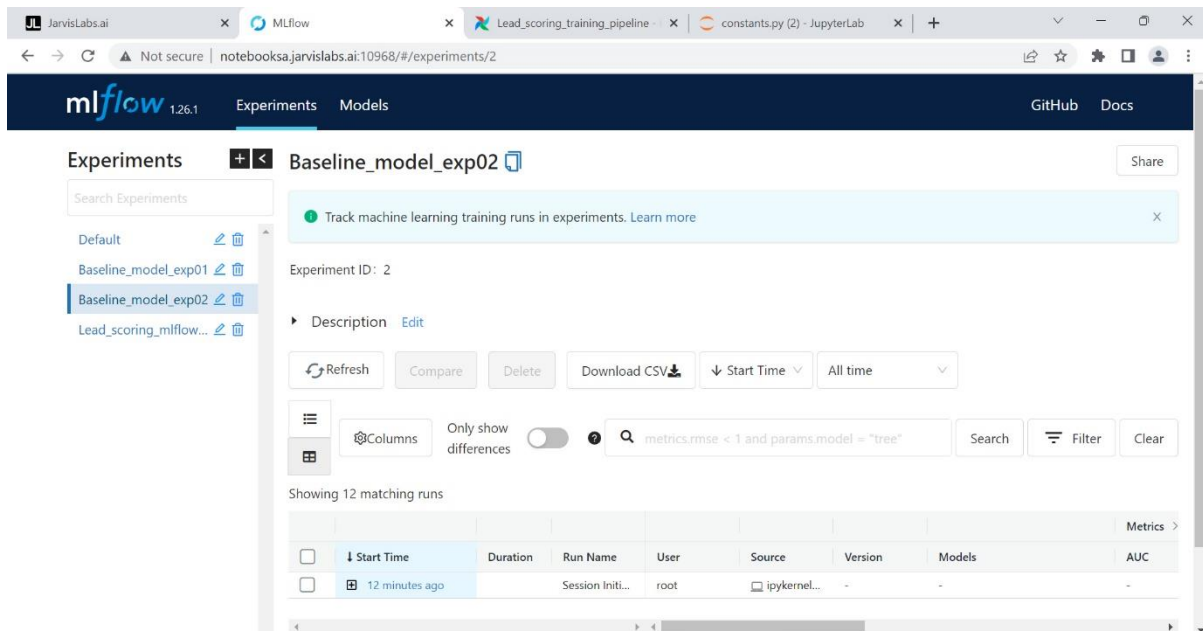 JL JarvisLabs.ai
MLflow
Lead_scoring_training_pipeline -
constants.py (2) - JupyterLab
Not secure | notebooksa.jarvislabs.ai:10968/#/experiments/2
mlflow 1.26.1 Experiments Models GitHub Docs
Experiments
Search Experiments
Default
Baseline_model_exp01
Baseline_model_exp02
Lead_scoring_mlflow...
Baseline_model_exp02
Share
Track machine learning training runs in experiments. Learn more
Experiment ID: 2
Description Edit
Refresh Compare Delete Download CSV Start Time All time
Columns Only show differences metrics.rmse < 1 and params.model = "tree" Search Filter Clear
Showing 12 matching runs
Metrics
Start Time Duration Run Name User Source Version Models AUC
12 minutes ago Session Initi... root ipykernel... - - -